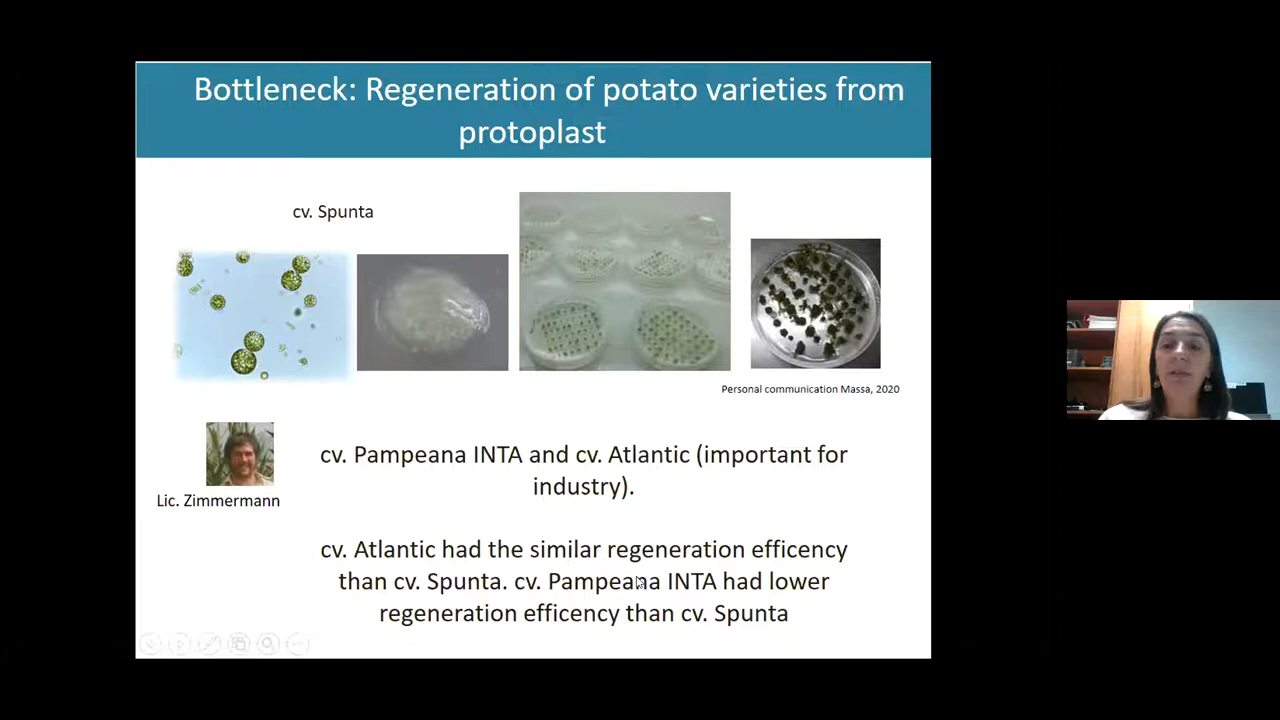 Bottleneck: Regeneration of potato varieties from
protoplast
cv. Spunta
Personal communication Massa, 2020
Lic. Zimmermann
cv. Pampeana INTA and cv. Atlantic (important for
industry).
cv. Atlantic had the similar regeneration efficency
than cv. Spunta. cv. Pampeana INTA had lower
regeneration efficency than cv. Spunta